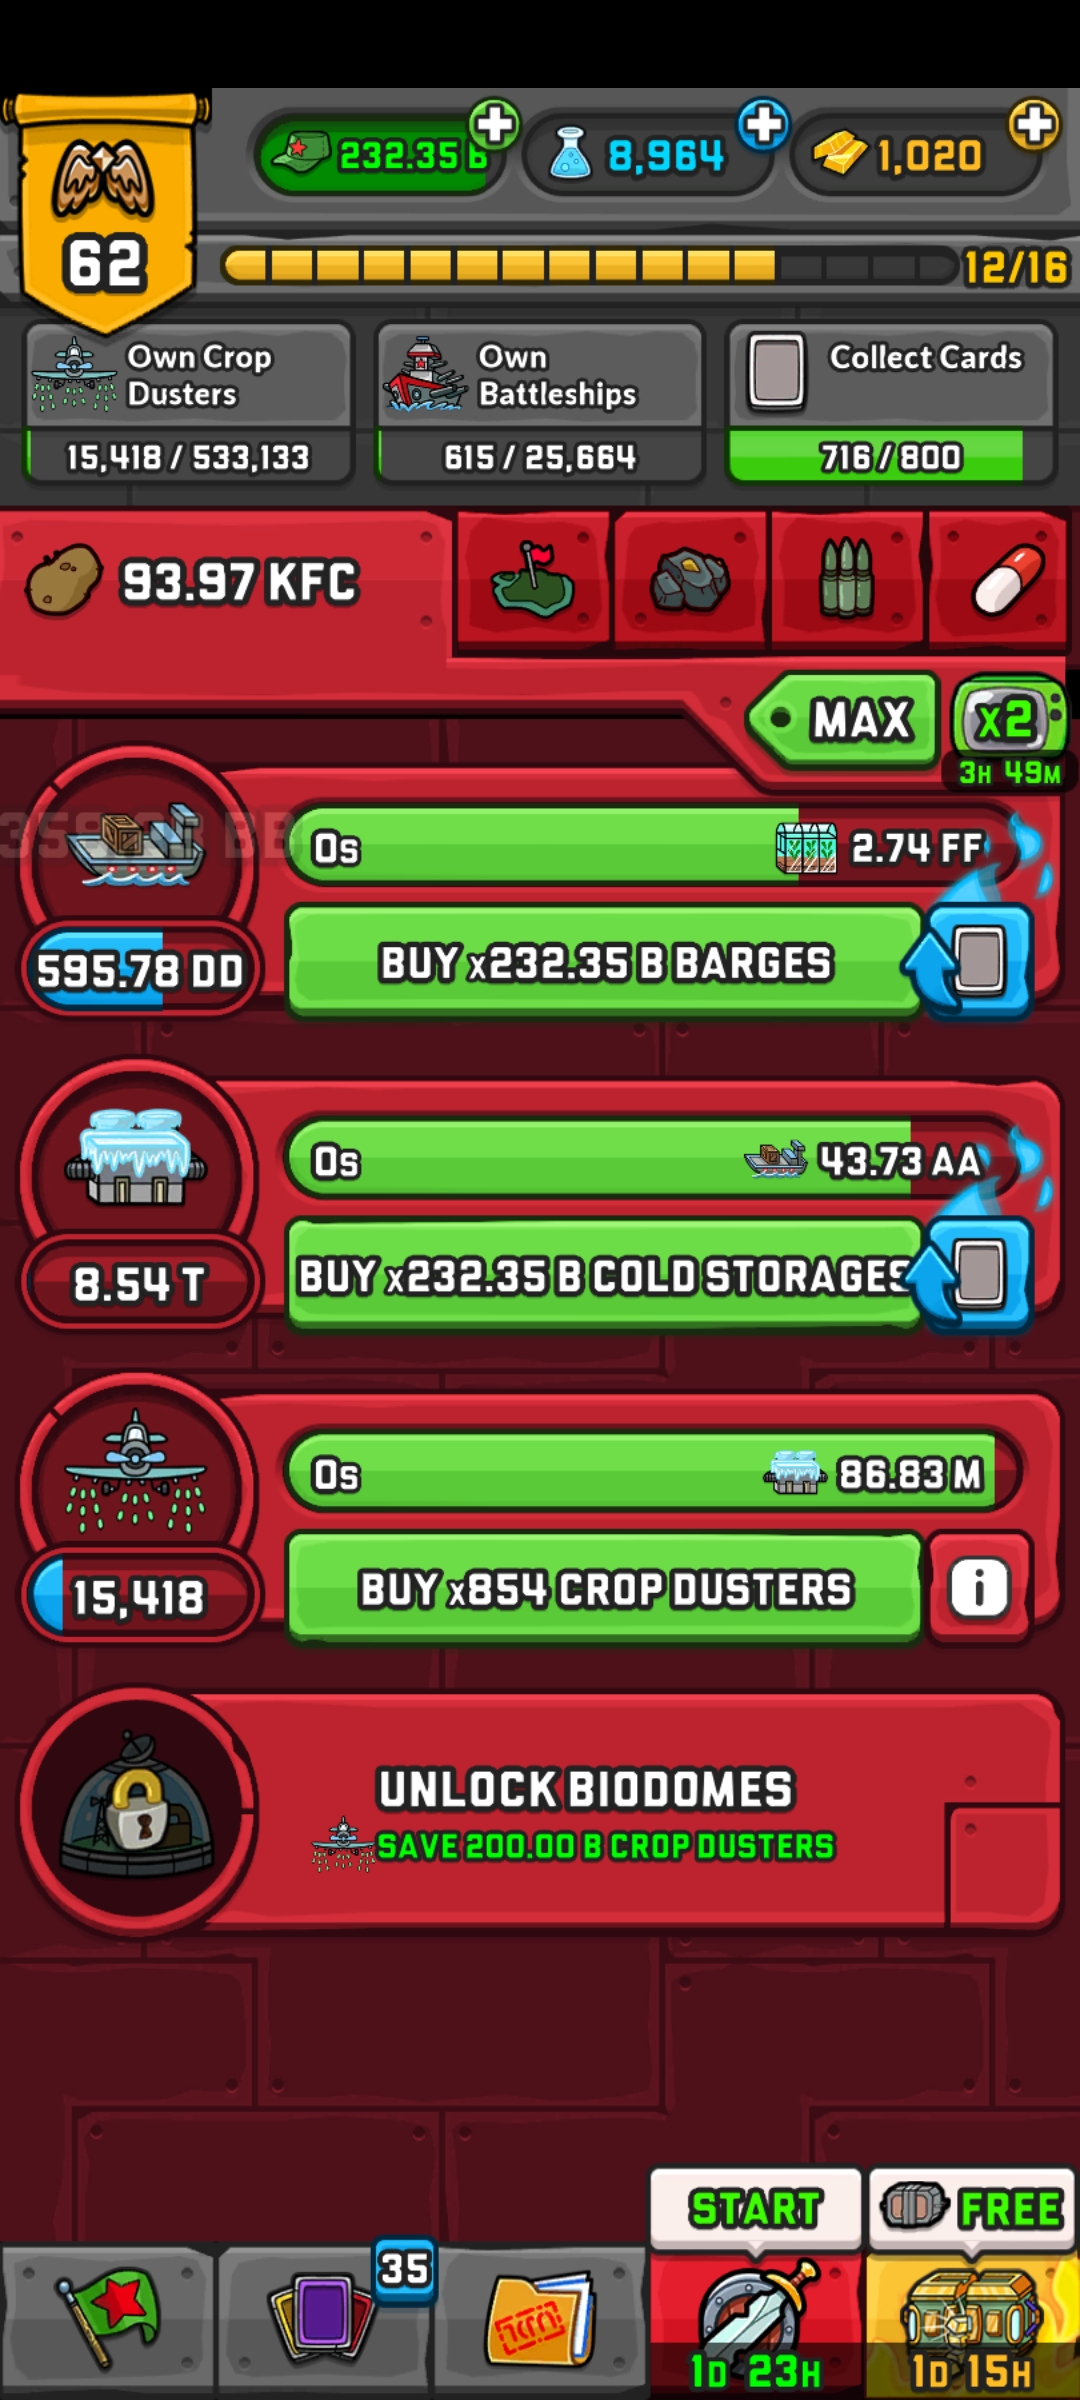 232.35 B
8,964
1,020
62
12/16
Own Crop
Dusters
15,418 / 533,133
Own
Battleships
615 / 25,664
Collect Cards
716 / 800
93.97 KFC
MAX
x2
3H 49M
0s
2.74 FF
595.78 DD
BUY x232.35 B BARGES
0s
43.73 AA
8.54 T
BUY x232.35 B COLD STORAGES
0s
86.83 M
15,418
BUY x854 CROP DUSTERS
i
UNLOCK BIODOMES
SAVE 200.00 B CROP DUSTERS
START
FREE
35
1D 23H
1D 15H